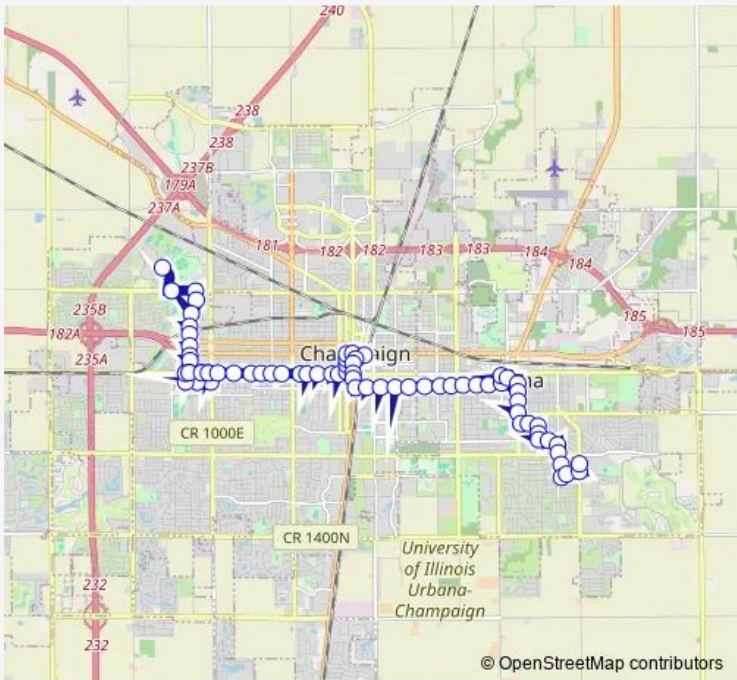 240
238
238
237B
179A
237A
181
182
182
183
183
184
184
235B
182A
235A
185
185
Champaign
na
CR 1000E
CR 1400N
University
of Illinois
Urbana-
Champaign
232
232
© OpenStreetMap contributors